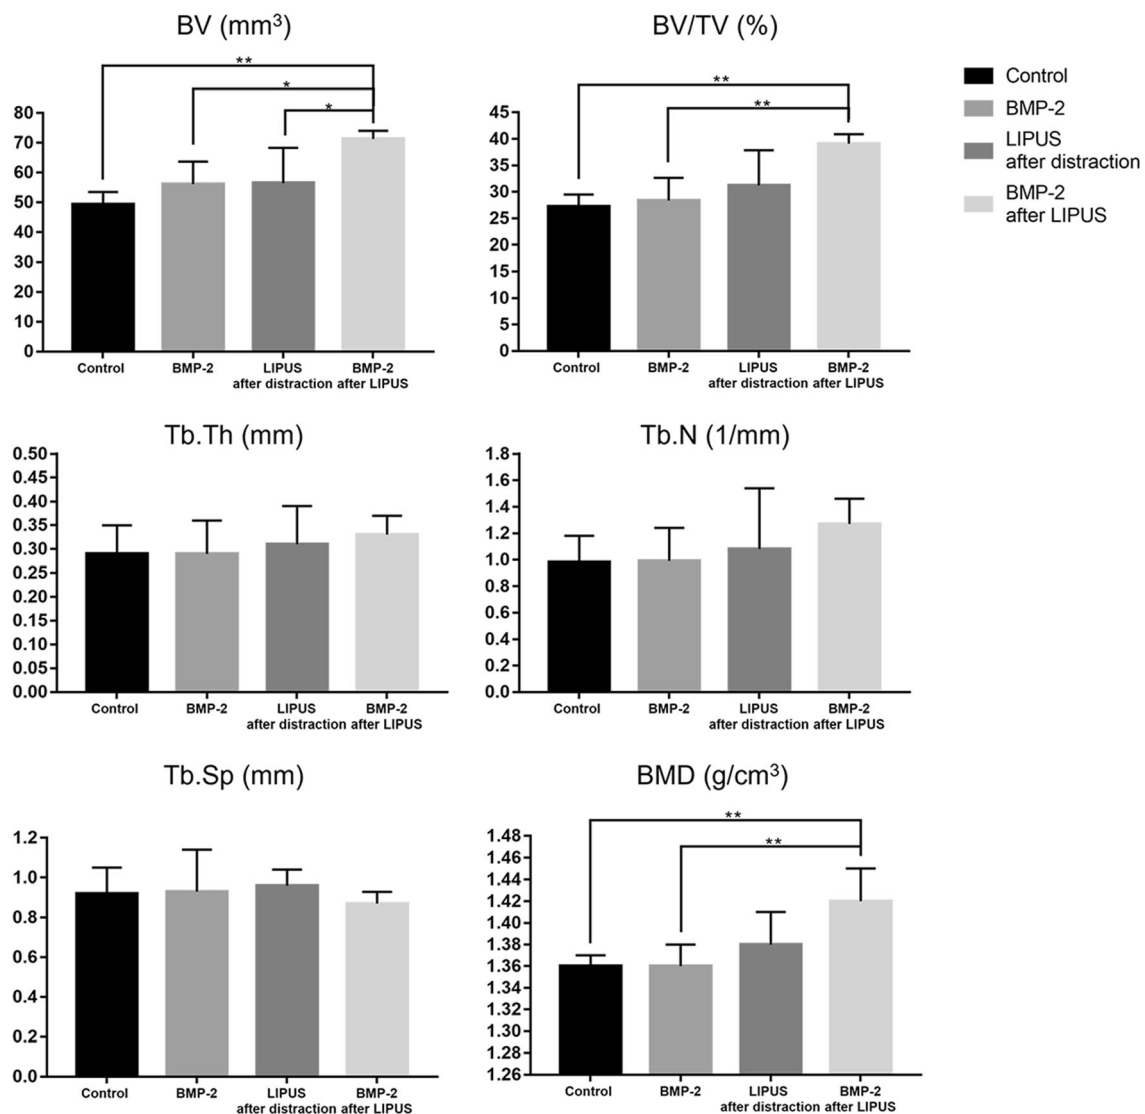 BV (mm³)
**
*
*
80
70
60
50
40
30
20
10
0
Control
BMP-2
LIPUS
after distraction
BMP-2
after LIPUS
BV/TV (%)
**
**
45
40
35
30
25
20
15
10
5
0
Control
BMP-2
LIPUS
after distraction
BMP-2
after LIPUS
Control
BMP-2
LIPUS
after distraction
BMP-2
after LIPUS
Tb.Th (mm)
0.50
0.45
0.40
0.35
0.30
0.25
0.20
0.15
0.10
0.05
0.00
Control
BMP-2
LIPUS
after distraction
BMP-2
after LIPUS
Tb.N (1/mm)
1.8
1.6
1.4
1.2
1.0
0.8
0.6
0.4
0.2
0.0
Control
BMP-2
LIPUS
after distraction
BMP-2
after LIPUS
Tb.Sp (mm)
1.2
1.0
0.8
0.6
0.4
0.2
0.0
Control
BMP-2
LIPUS
after distraction
BMP-2
after LIPUS
BMD (g/cm³)
**
**
1.48
1.46
1.44
1.42
1.40
1.38
1.36
1.34
1.32
1.30
1.28
1.26
Control
BMP-2
LIPUS
after distraction
BMP-2
after LIPUS